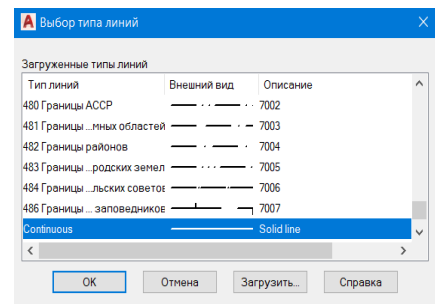 Выбор типа линий
Загруженные типы линий
Тип линий Внешний вид Описание
480 Границы АССР 7002
481 Границы ...мных областей 7003
482 Границы районов 7004
483 Границы ...родских земел 7005
484 Границы ...льских советов 7006
486 Границы ... заповедников 7007
Continuous Solid line
OK Отмена Загрузить... Справка